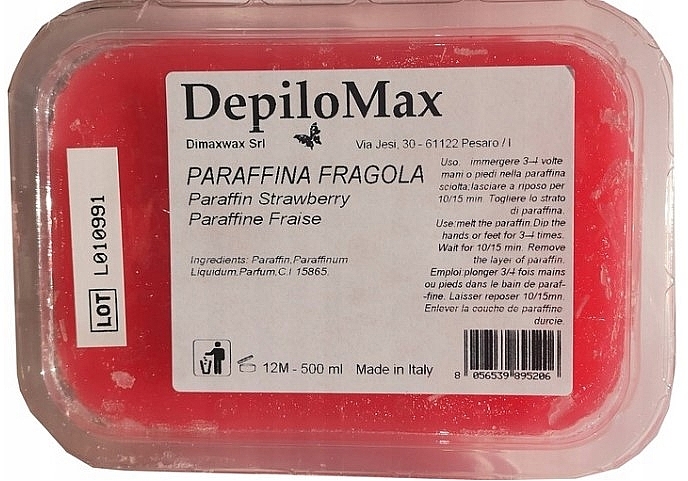 DepiloMax
Dimaxwax Srl
Via Jesi, 30 - 61122 Pesaro / I
PARAFFINA FRAGOLA
Paraffin Strawberry
Paraffine Fraise
Ingredients: Paraffin,Paraffinum
Liquidum,Parfum,C.I 15865.
Uso: immergere 3-4 volte
mani o piedi nella paraffina
sciolta;lasciare a riposo per
10/15 min. Togliere lo strato
di paraffina.
Use:melt the paraffin.Dip the
hands or feet for 3-4 times.
Wait for 10/15 min. Remove
the layer of paraffin.
Emploi:plonger 3/4 fois mains
ou pieds dans le bain de paraf-
-fine. Laisser reposer 10/15mn.
Enlever la couche de paraffine
durcie.
12M - 500 ml Made in Italy
8 056539 895206
LOT L010991